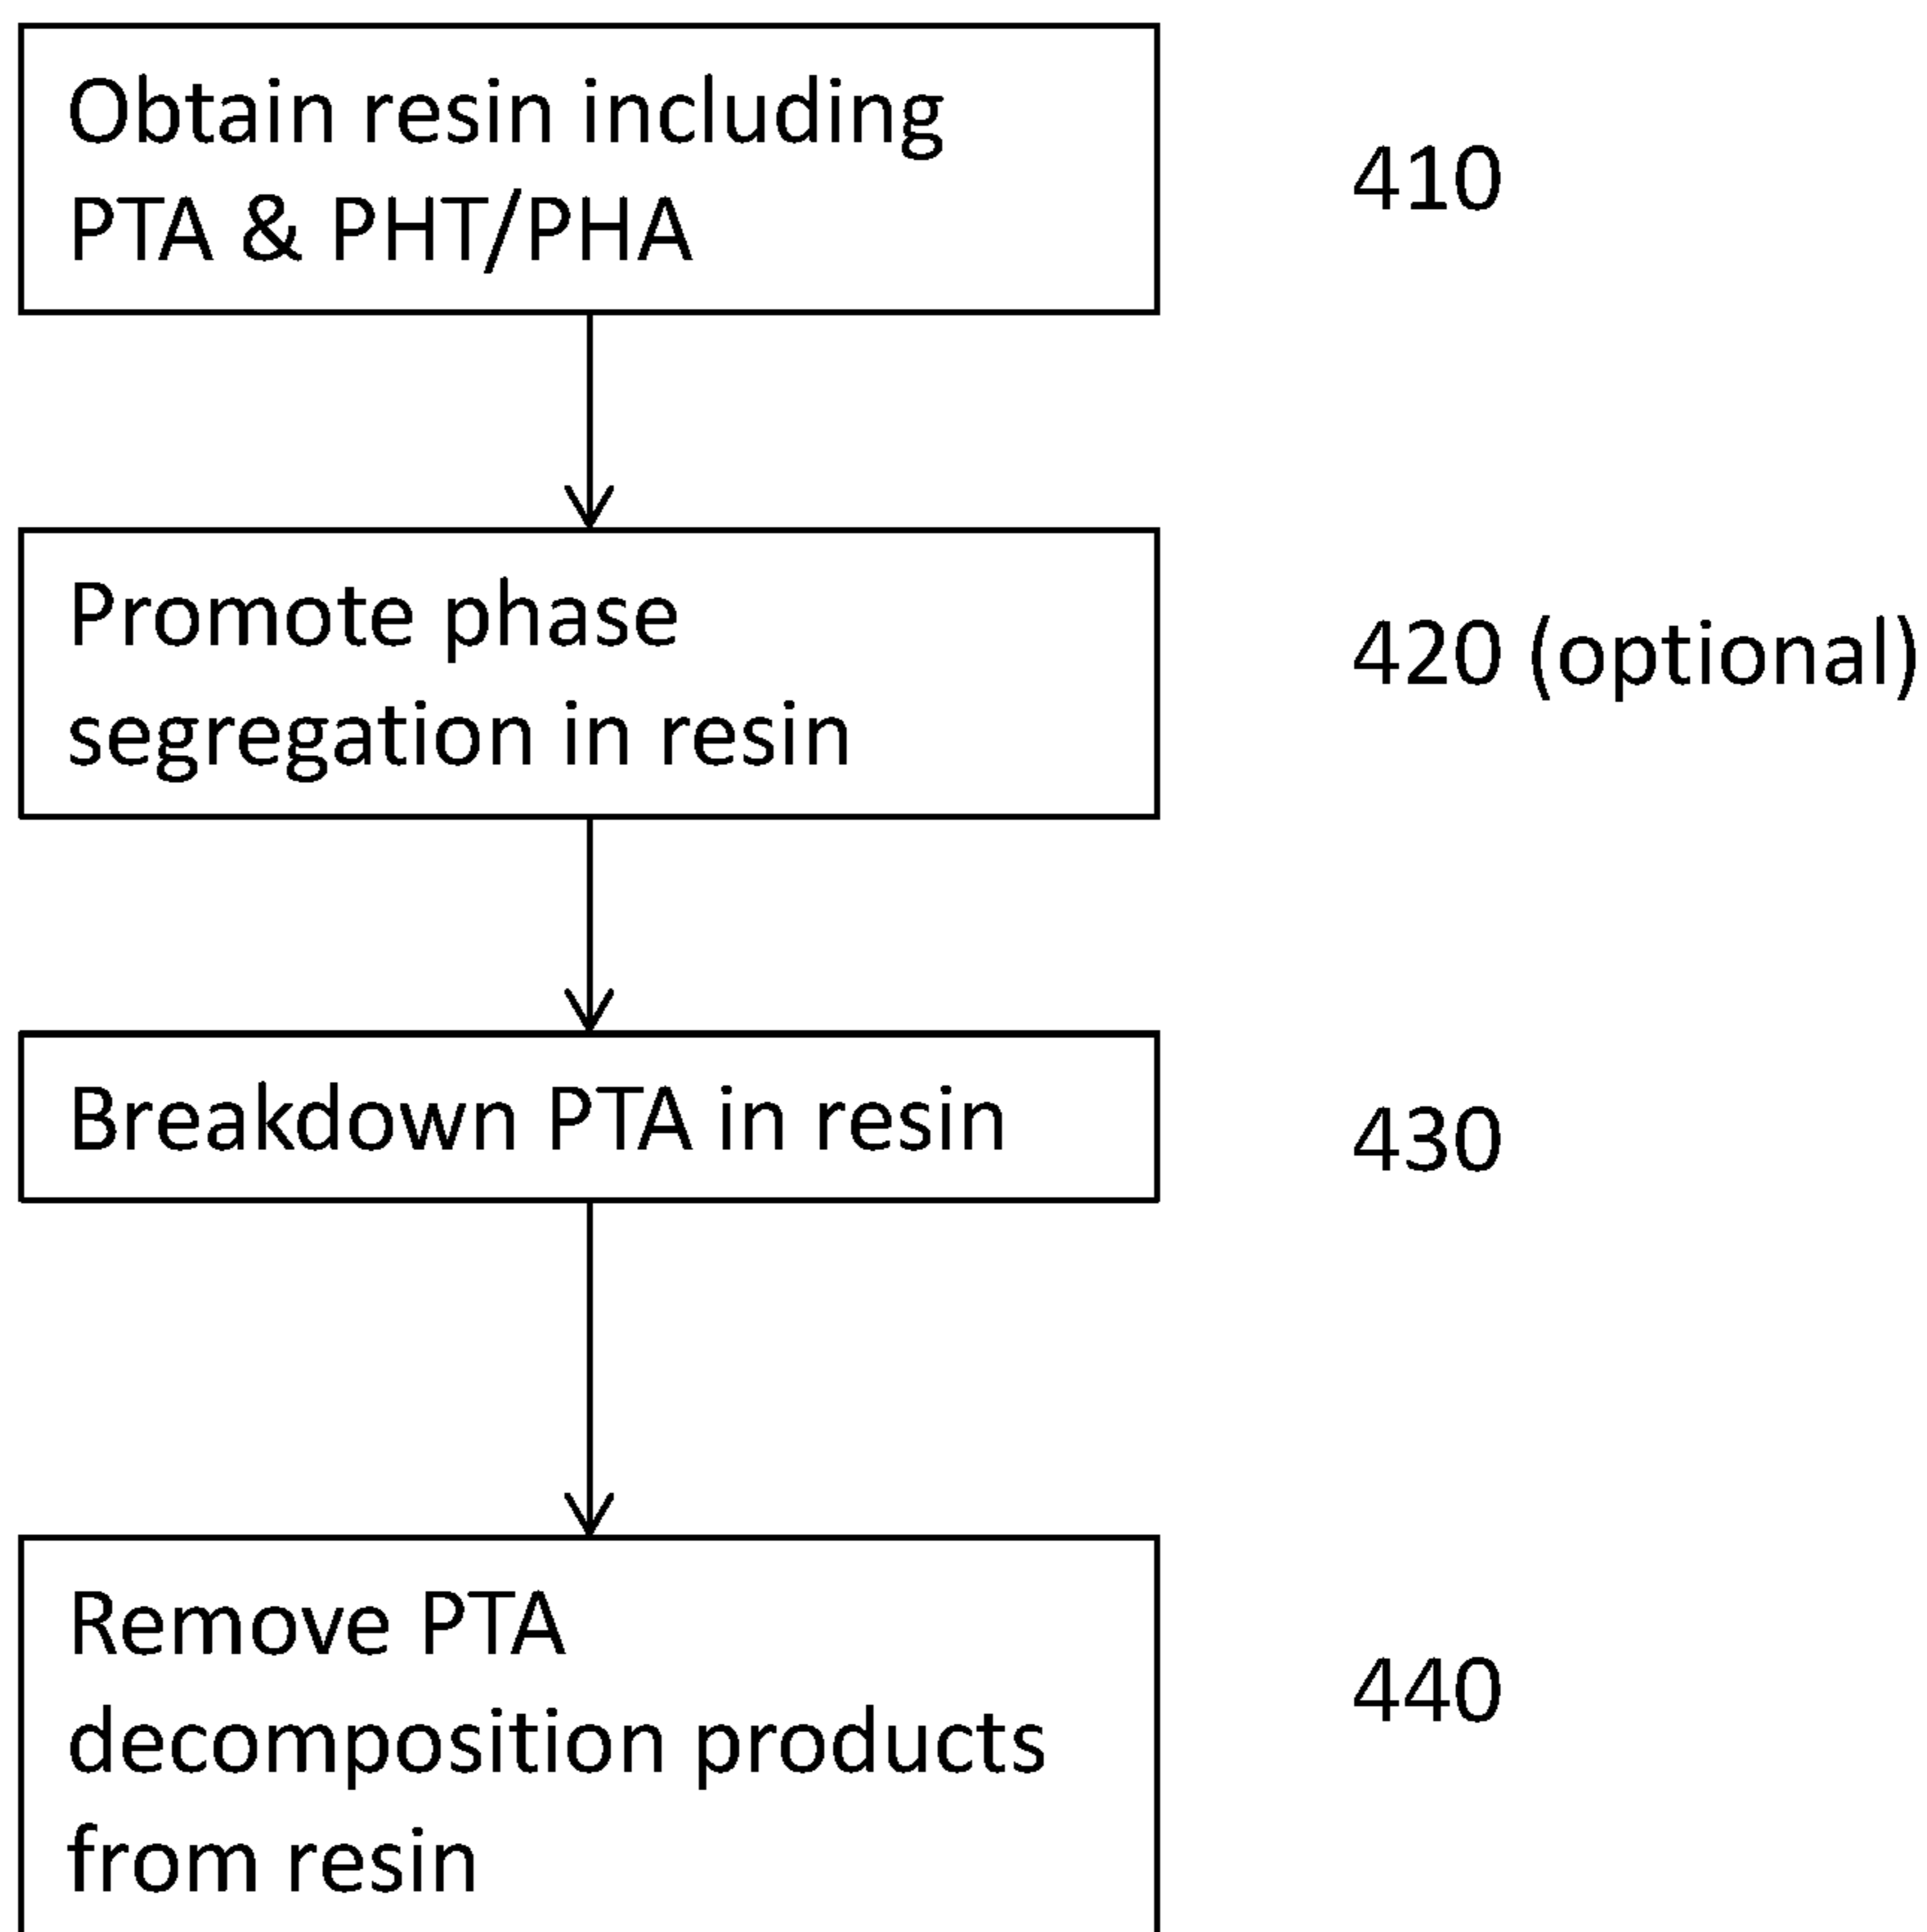 Obtain resin including
PTA & PHT/PHA
410
Promote phase
segregation in resin
420 (optional)
Breakdown PTA in resin
430
Remove PTA
decomposition products
from resin
440